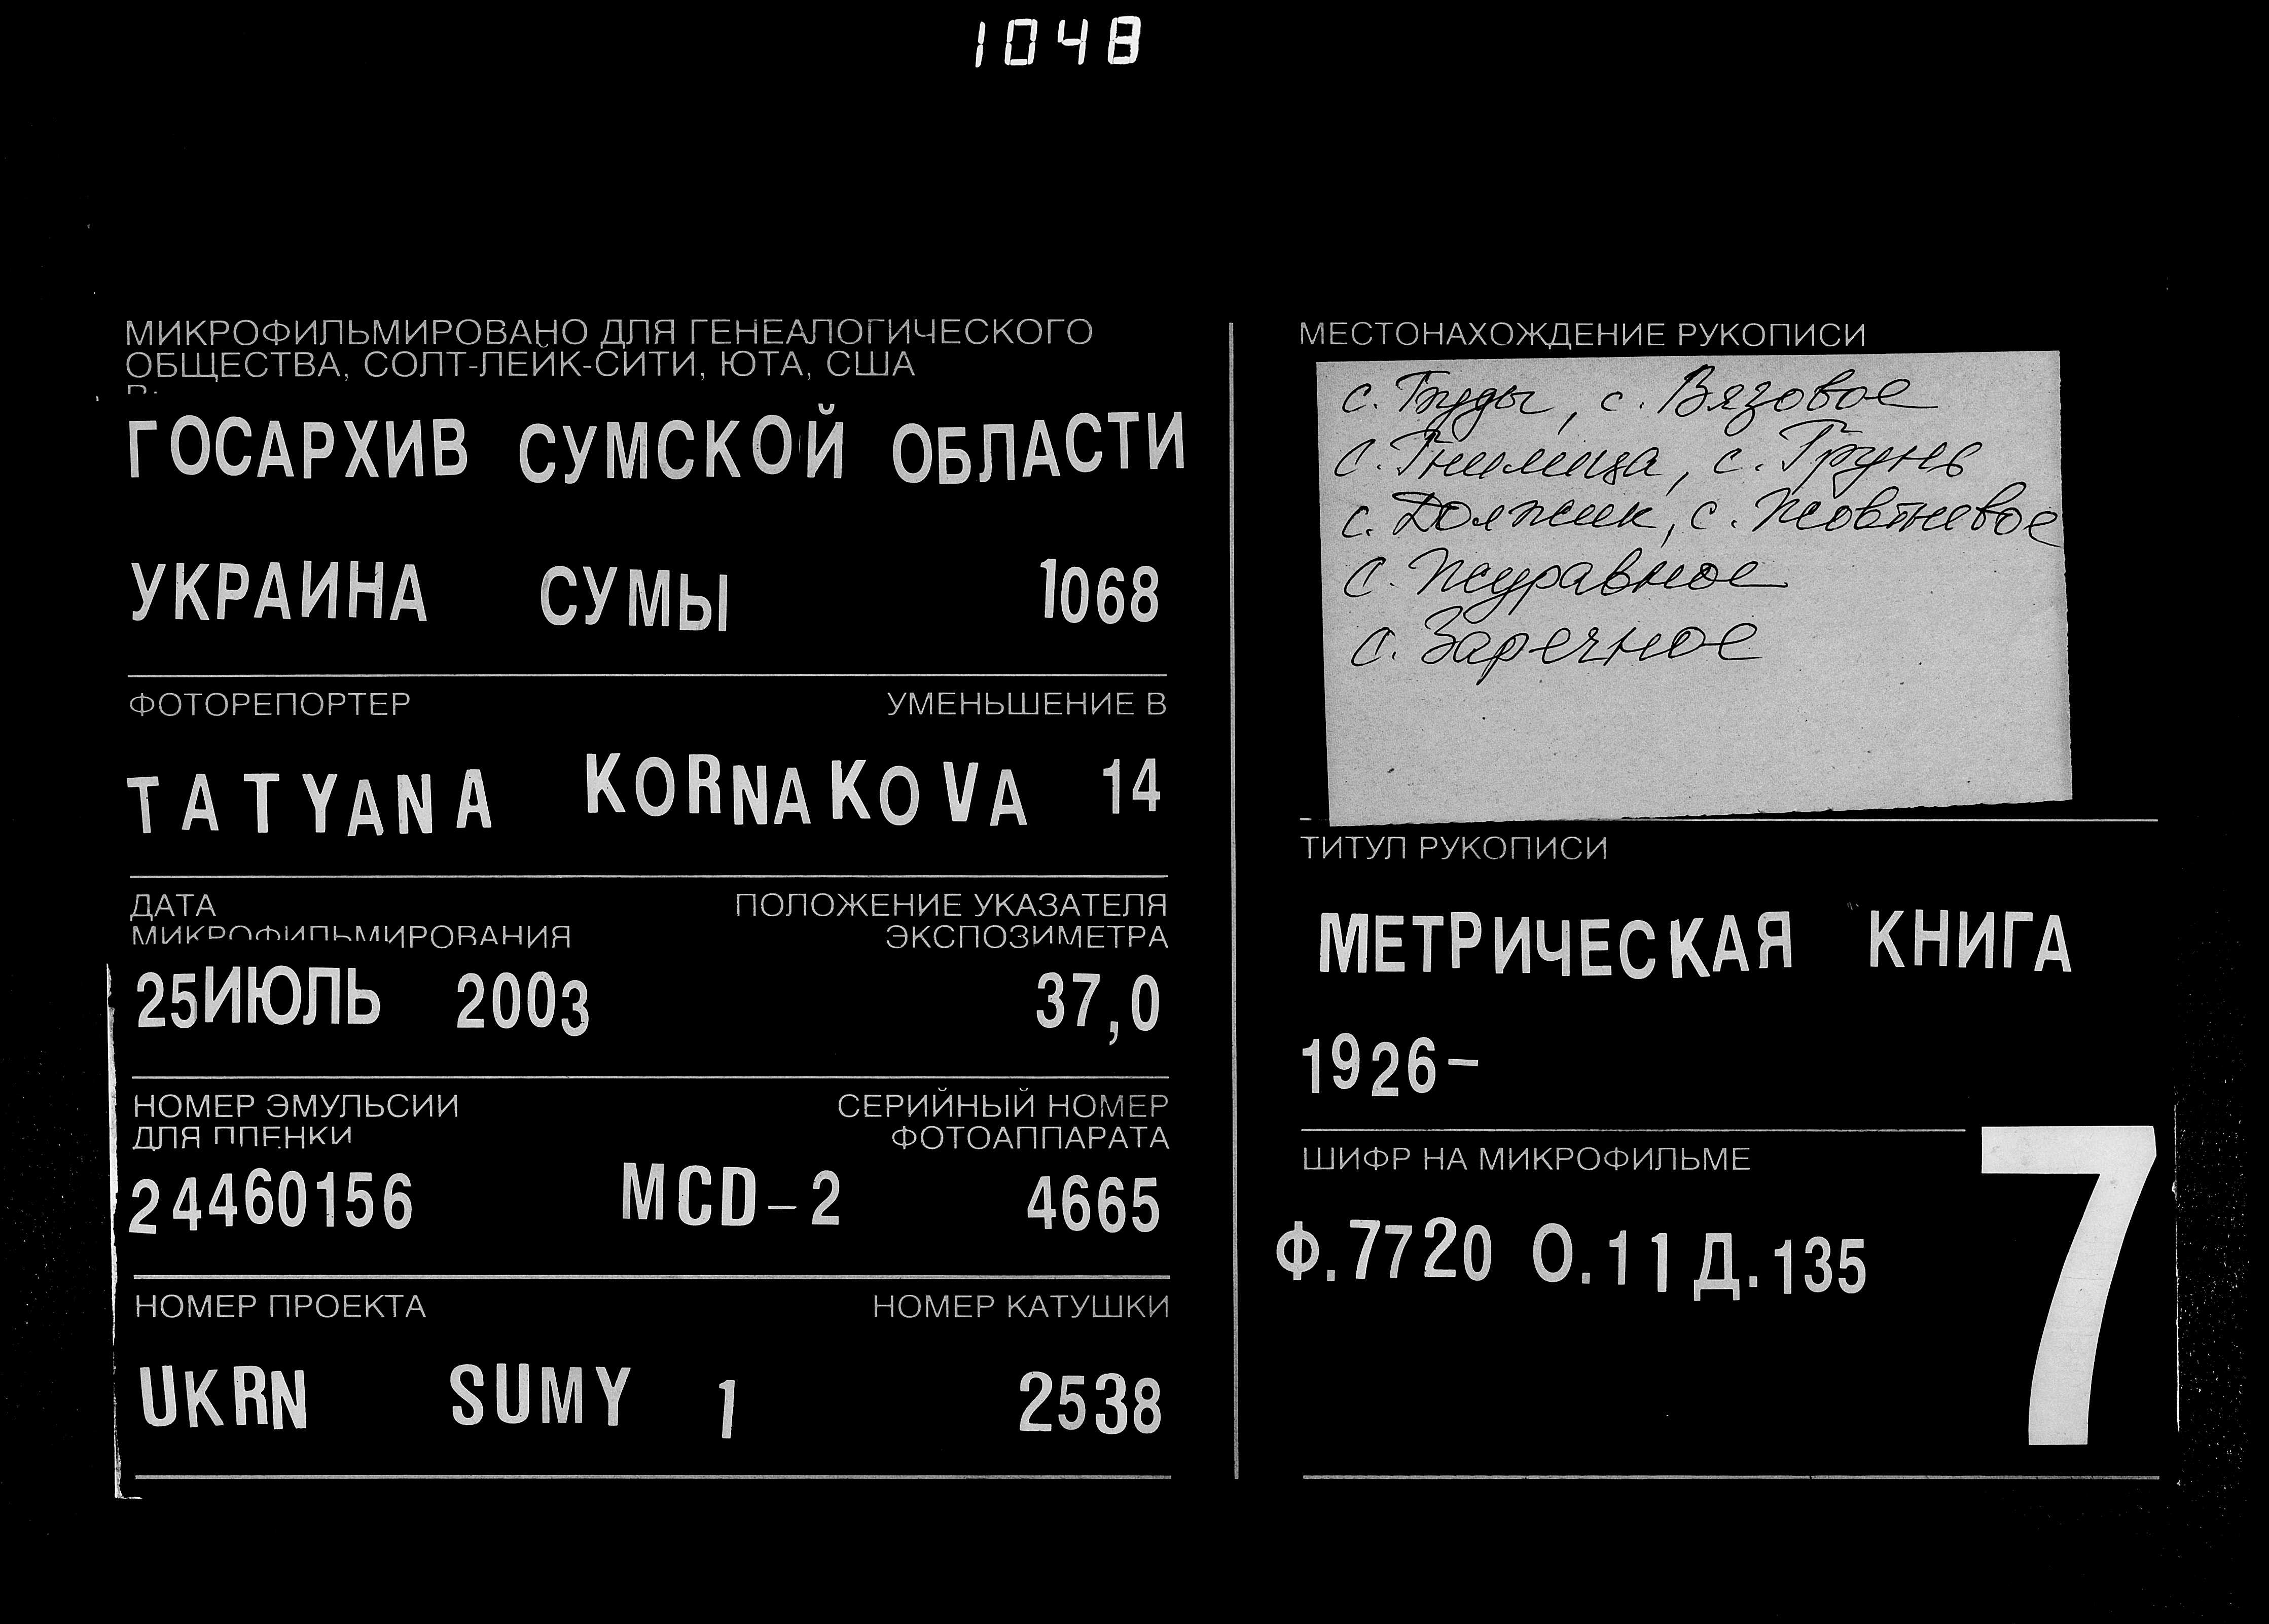 1048
МИКРОФИЛЬМИРОВАНО ДЛЯ ГЕНЕАЛОГИЧЕСКОГО
ОБЩЕСТВА, СОЛТ-ЛЕЙК-СИТИ, ЮТА, США
В:
ГОСАРХИВ СУМСКОЙ ОБЛАСТИ
УКРАИНА СУМЫ 1068
ФОТОРЕПОРТЕР УМЕНЬШЕНИЕ В
TATYANA KORNAKOVA 14
ДАТА ПОЛОЖЕНИЕ УКАЗАТЕЛЯ
МИКРОФИЛЬМИРОВАНИЯ ЭКСПОЗИМЕТРА
25ИЮЛЬ 2003 37,0
НОМЕР ЭМУЛЬСИИ СЕРИЙНЫЙ НОМЕР
ДЛЯ ПЛЕНКИ ФОТОАППАРАТА
24460156 MCD-2 4665
НОМЕР ПРОЕКТА НОМЕР КАТУШКИ
UKRN SUMY 1 2538
МЕСТОНАХОЖДЕНИЕ РУКОПИСИ
с. Буды, с. Вязовое
с. Гнилица, с. Грунь
с. Должик, с. Жовтневое
с. Журавное
с. Заречное
ТИТУЛ РУКОПИСИ
МЕТРИЧЕСКАЯ КНИГА
1926-
ШИФР НА МИКРОФИЛЬМЕ
Ф.7720 О.11 Д.135
7